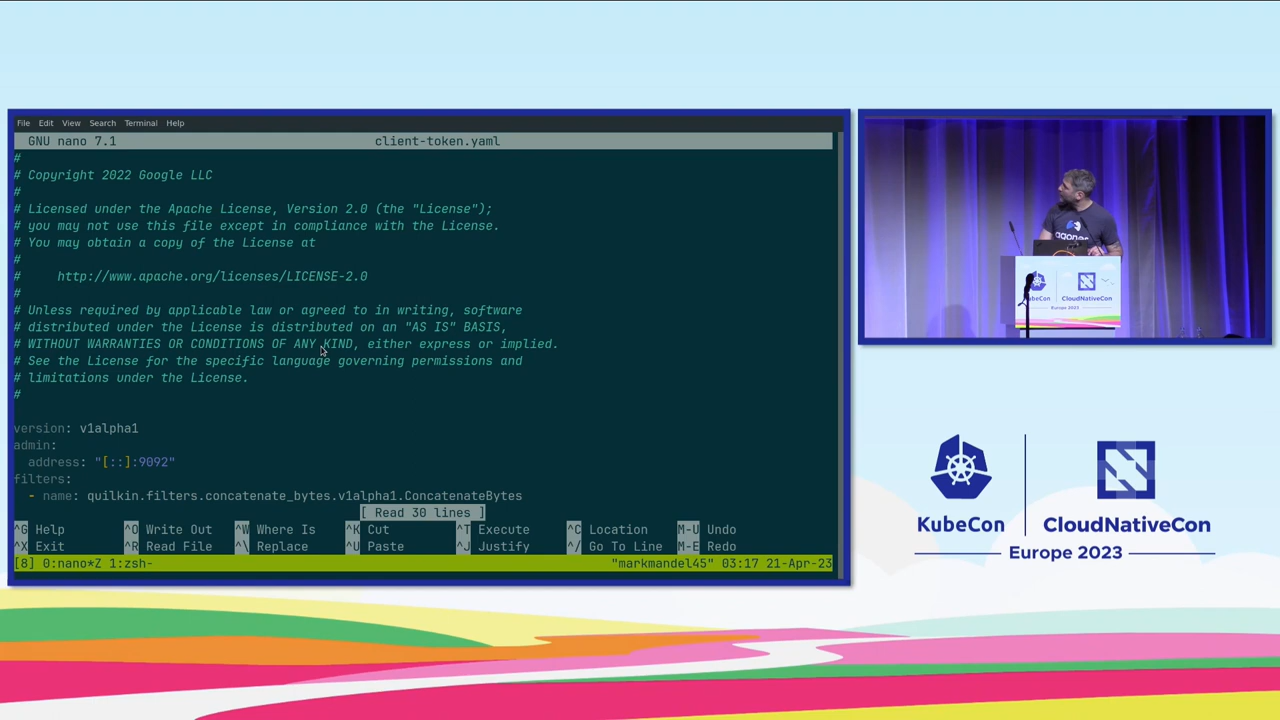 File Edit View Search Terminal Help
GNU nano 7.1 client-token.yaml
#
# Copyright 2022 Google LLC
#
# Licensed under the Apache License, Version 2.0 (the "License");
# you may not use this file except in compliance with the License.
# You may obtain a copy of the License at
#
# http://www.apache.org/licenses/LICENSE-2.0
#
# Unless required by applicable law or agreed to in writing, software
# distributed under the License is distributed on an "AS IS" BASIS,
# WITHOUT WARRANTIES OR CONDITIONS OF ANY KIND, either express or implied.
# See the License for the specific language governing permissions and
# limitations under the License.
#
version: v1alpha1
admin:
address: "[::]:9092"
filters:
- name: quilkin.filters.concatenate_bytes.v1alpha1.ConcatenateBytes
[ Read 30 lines ]
^G Help ^O Write Out ^W Where Is ^K Cut ^T Execute ^C Location M-U Undo
^X Exit ^R Read File ^\ Replace ^U Paste ^J Justify ^/ Go To Line M-E Redo
[8] 0:nano*Z 1:zsh- "markmandel45" 03:17 21-Apr-23
agones
KubeCon CloudNativeCon
Europe 2023
KubeCon CloudNativeCon
Europe 2023